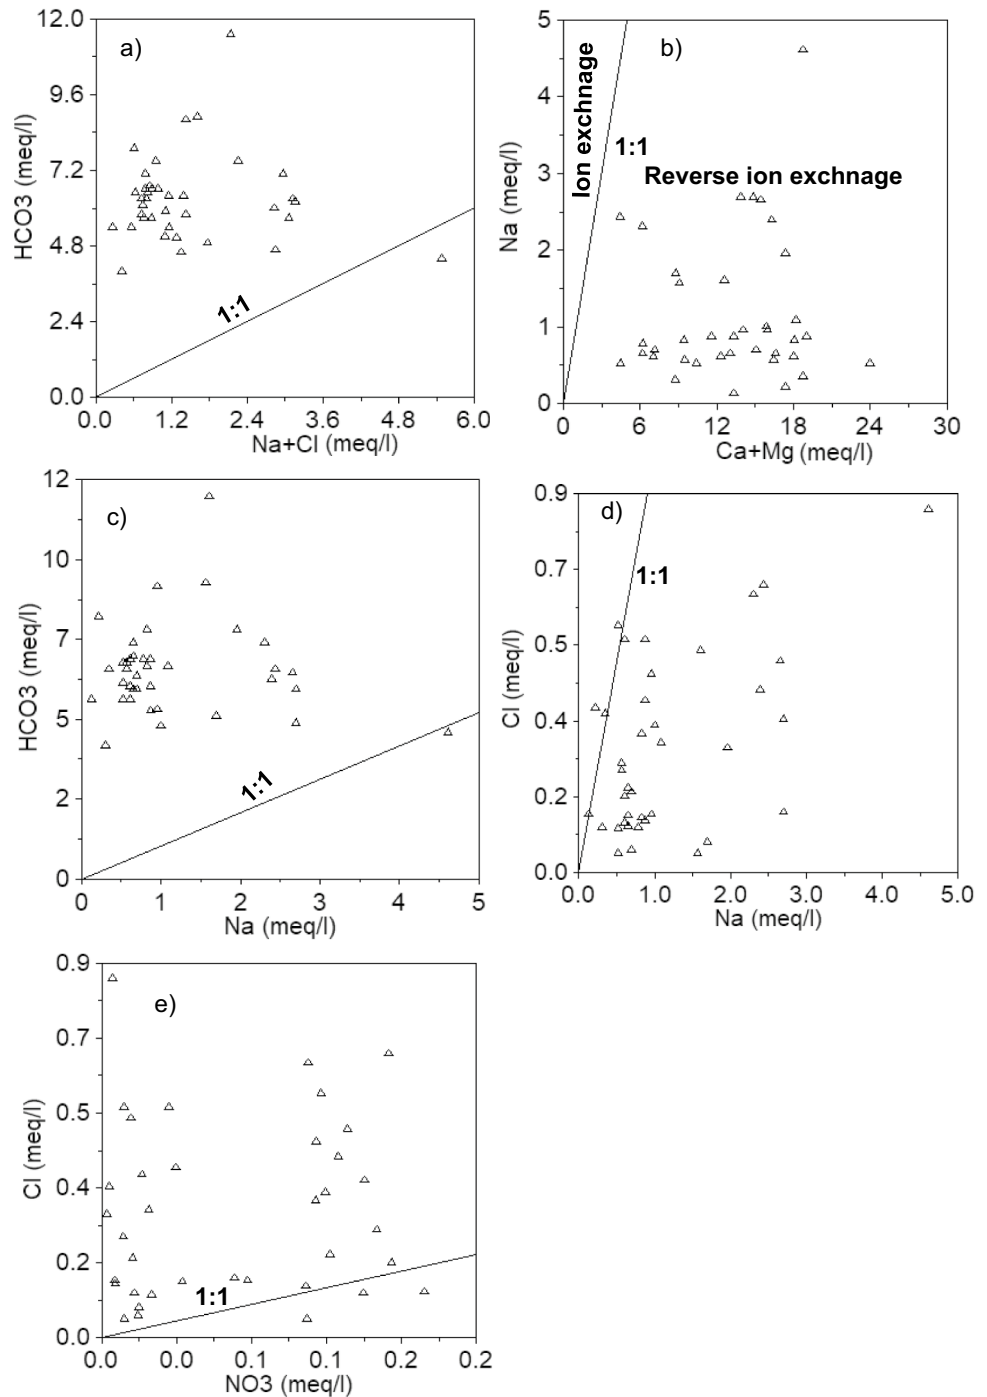 a)
12.0
9.6
7.2
4.8
2.4
0.0
HCO3 (meq/l)
1:1
0.0 1.2 2.4 3.6 4.8 6.0
Na+Cl (meq/l)
b)
5
4
3
2
1
0
Na (meq/l)
Ion exchnage
1:1
Reverse ion exchnage
0 6 12 18 24 30
Ca+Mg (meq/l)
c)
12
10
7
5
2
0
HCO3 (meq/l)
1:1
0 1 2 3 4 5
Na (meq/l)
d)
0.9
0.7
0.5
0.4
0.2
0.0
Cl (meq/l)
1:1
0.0 1.0 2.0 3.0 4.0 5.0
Na (meq/l)
e)
0.9
0.7
0.5
0.4
0.2
0.0
Cl (meq/l)
1:1
0.0 0.0 0.1 0.1 0.2 0.2
NO3 (meq/l)